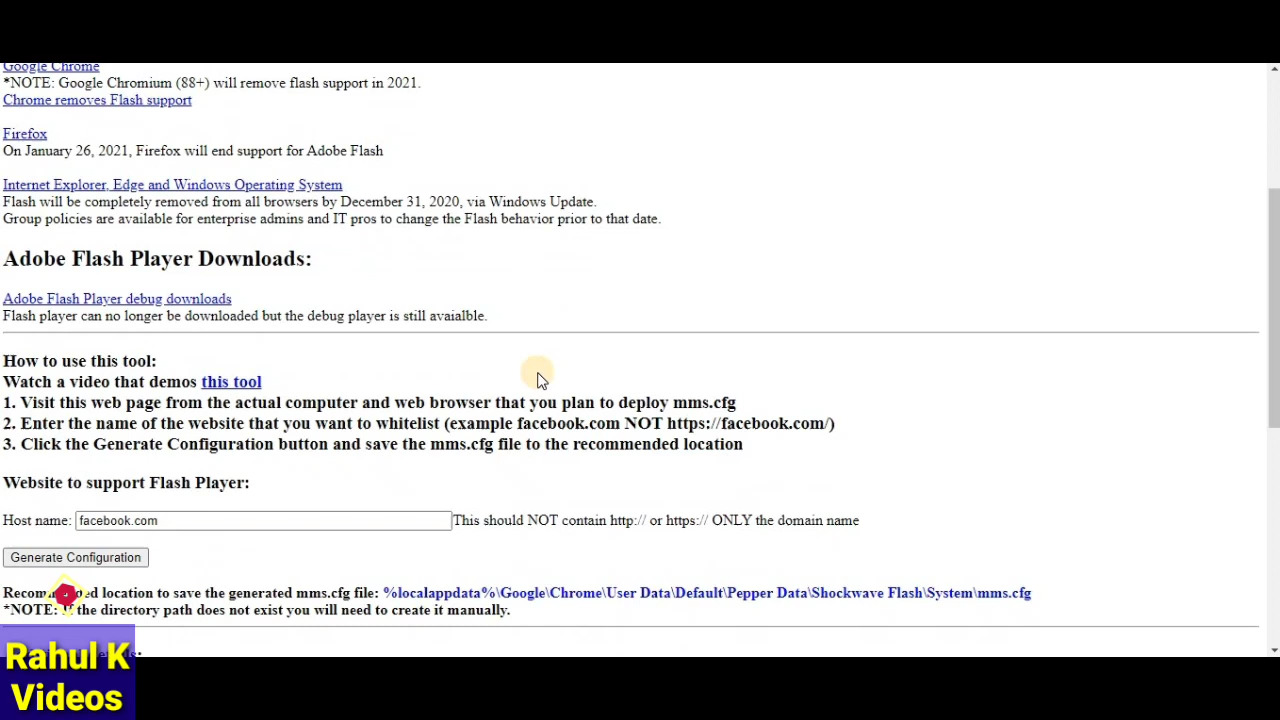 Google Chrome
*NOTE: Google Chromium (88+) will remove flash support in 2021.
Chrome removes Flash support
Firefox
On January 26, 2021, Firefox will end support for Adobe Flash
Internet Explorer, Edge and Windows Operating System
Flash will be completely removed from all browsers by December 31, 2020, via Windows Update.
Group policies are available for enterprise admins and IT pros to change the Flash behavior prior to that date.
Adobe Flash Player Downloads:
Adobe Flash Player debug downloads
Flash player can no longer be downloaded but the debug player is still avaialble.
How to use this tool:
Watch a video that demos this tool
1. Visit this web page from the actual computer and web browser that you plan to deploy mms.cfg
2. Enter the name of the website that you want to whitelist (example facebook.com NOT https://facebook.com/)
3. Click the Generate Configuration button and save the mms.cfg file to the recommended location
Website to support Flash Player:
Host name: facebook.com This should NOT contain http:// or https:// ONLY the domain name
Generate Configuration
location to save the generated mms.cfg file: %localappdata%\Google\Chrome\User Data\Default\Pepper Data\Shockwave Flash\System\mms.cfg
*NOTE: If the directory path does not exist you will need to create it manually.
Rahul K
Videos